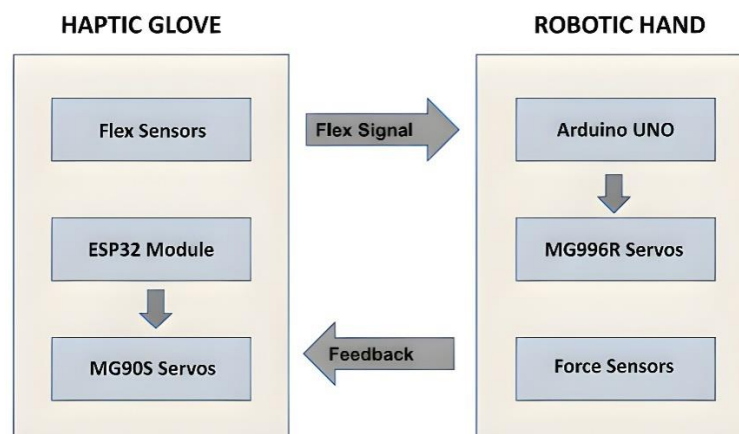 HAPTIC GLOVE
Flex Sensors
ESP32 Module
MG90S Servos
Flex Signal
Feedback
ROBOTIC HAND
Arduino UNO
MG996R Servos
Force Sensors